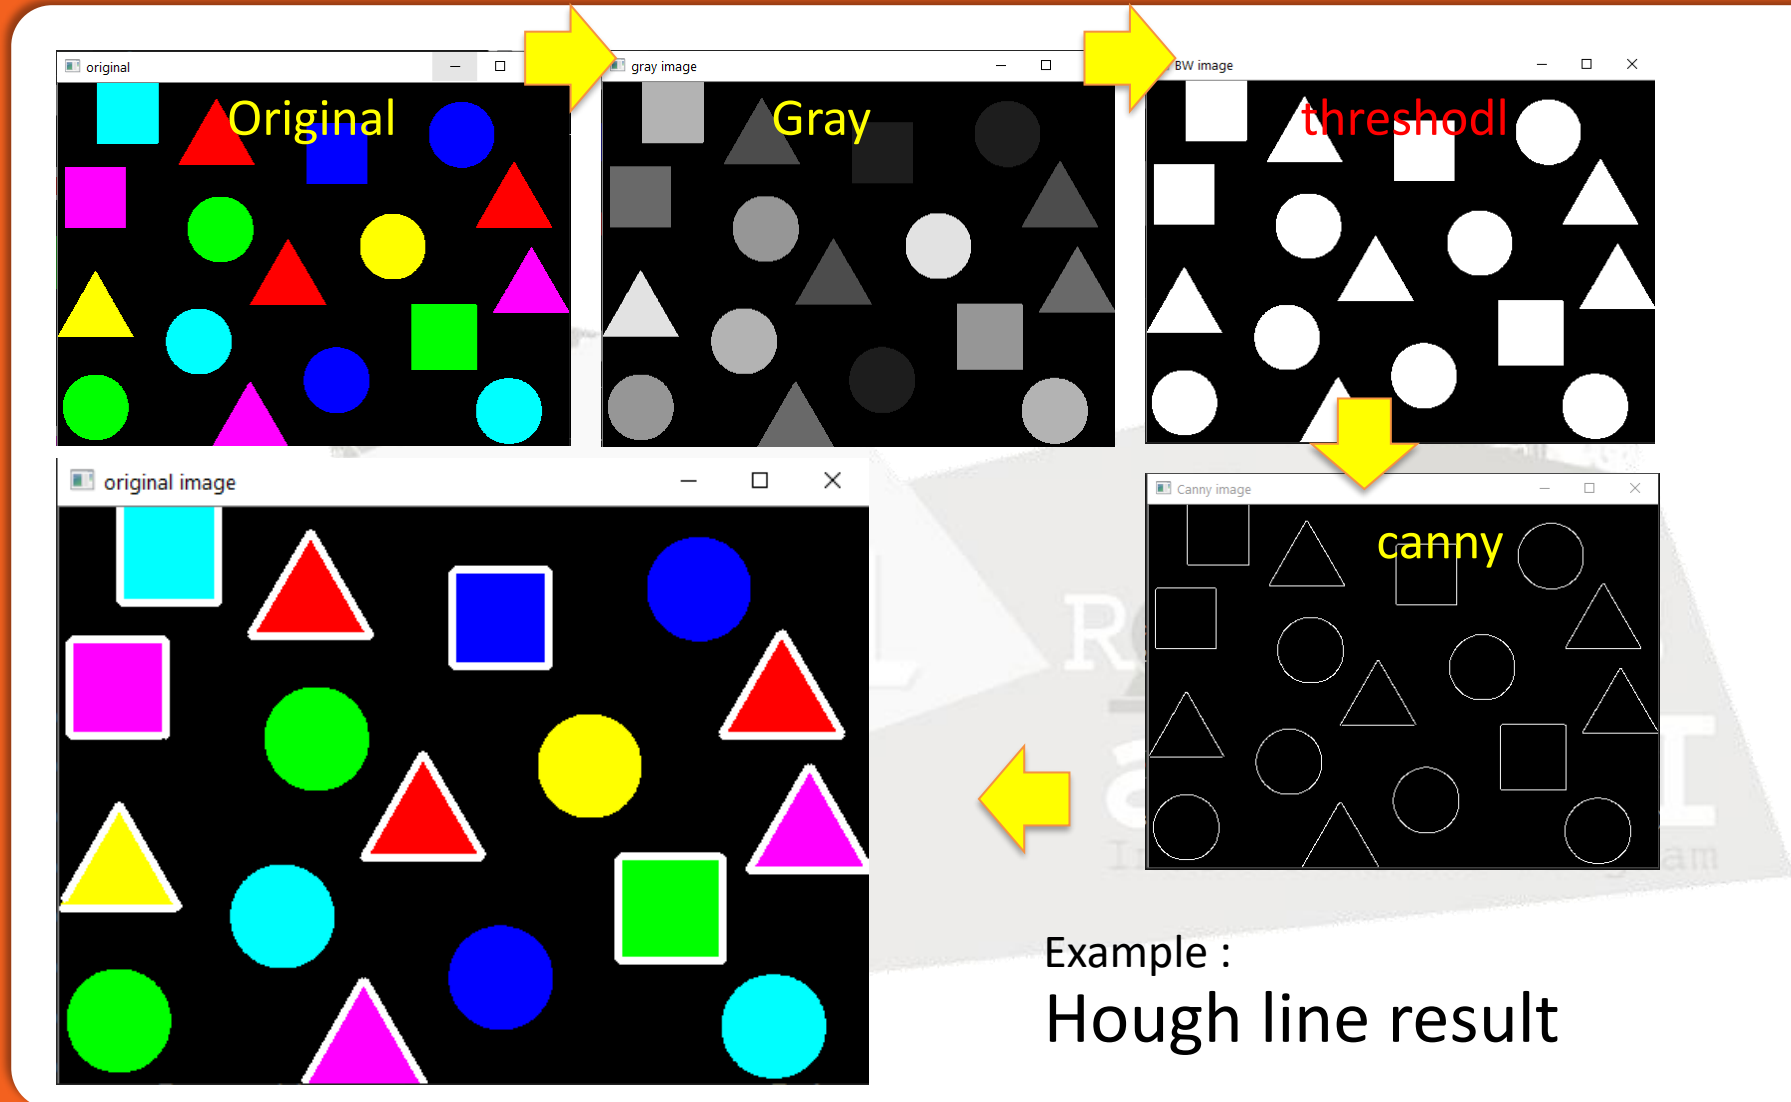 original
gray image
BW image
Original
Gray
threshodl
original image
Canny image
canny
Example :
Hough line result